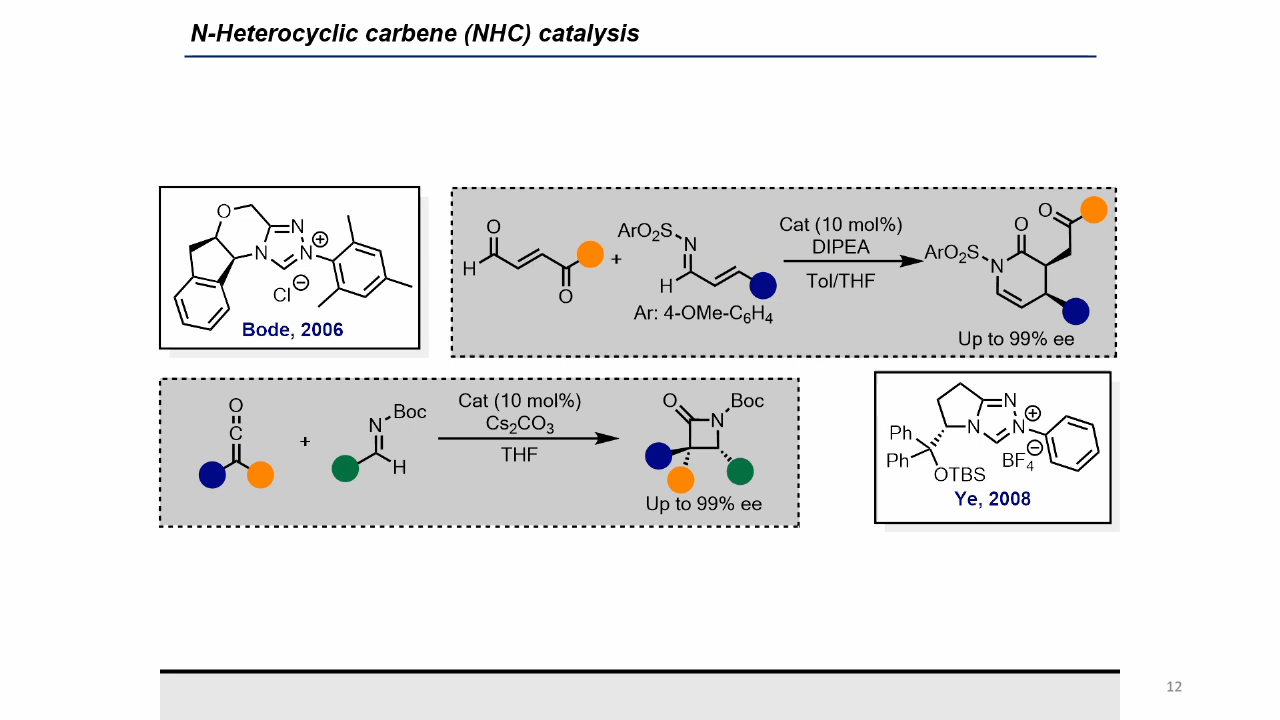 N-Heterocyclic carbene (NHC) catalysis
O
N
N
N
+
Cl −
Bode, 2006
O
H
O
+
ArO2S
N
H
Ar: 4-OMe-C6H4
Cat (10 mol%)
DIPEA
Tol/THF
O
O
ArO2S
N
Up to 99% ee
O
C
+
Boc
N
H
Cat (10 mol%)
Cs2CO3
THF
O
Boc
N
Up to 99% ee
N
N
N
+
Ph
Ph
BF4 −
OTBS
Ye, 2008
12